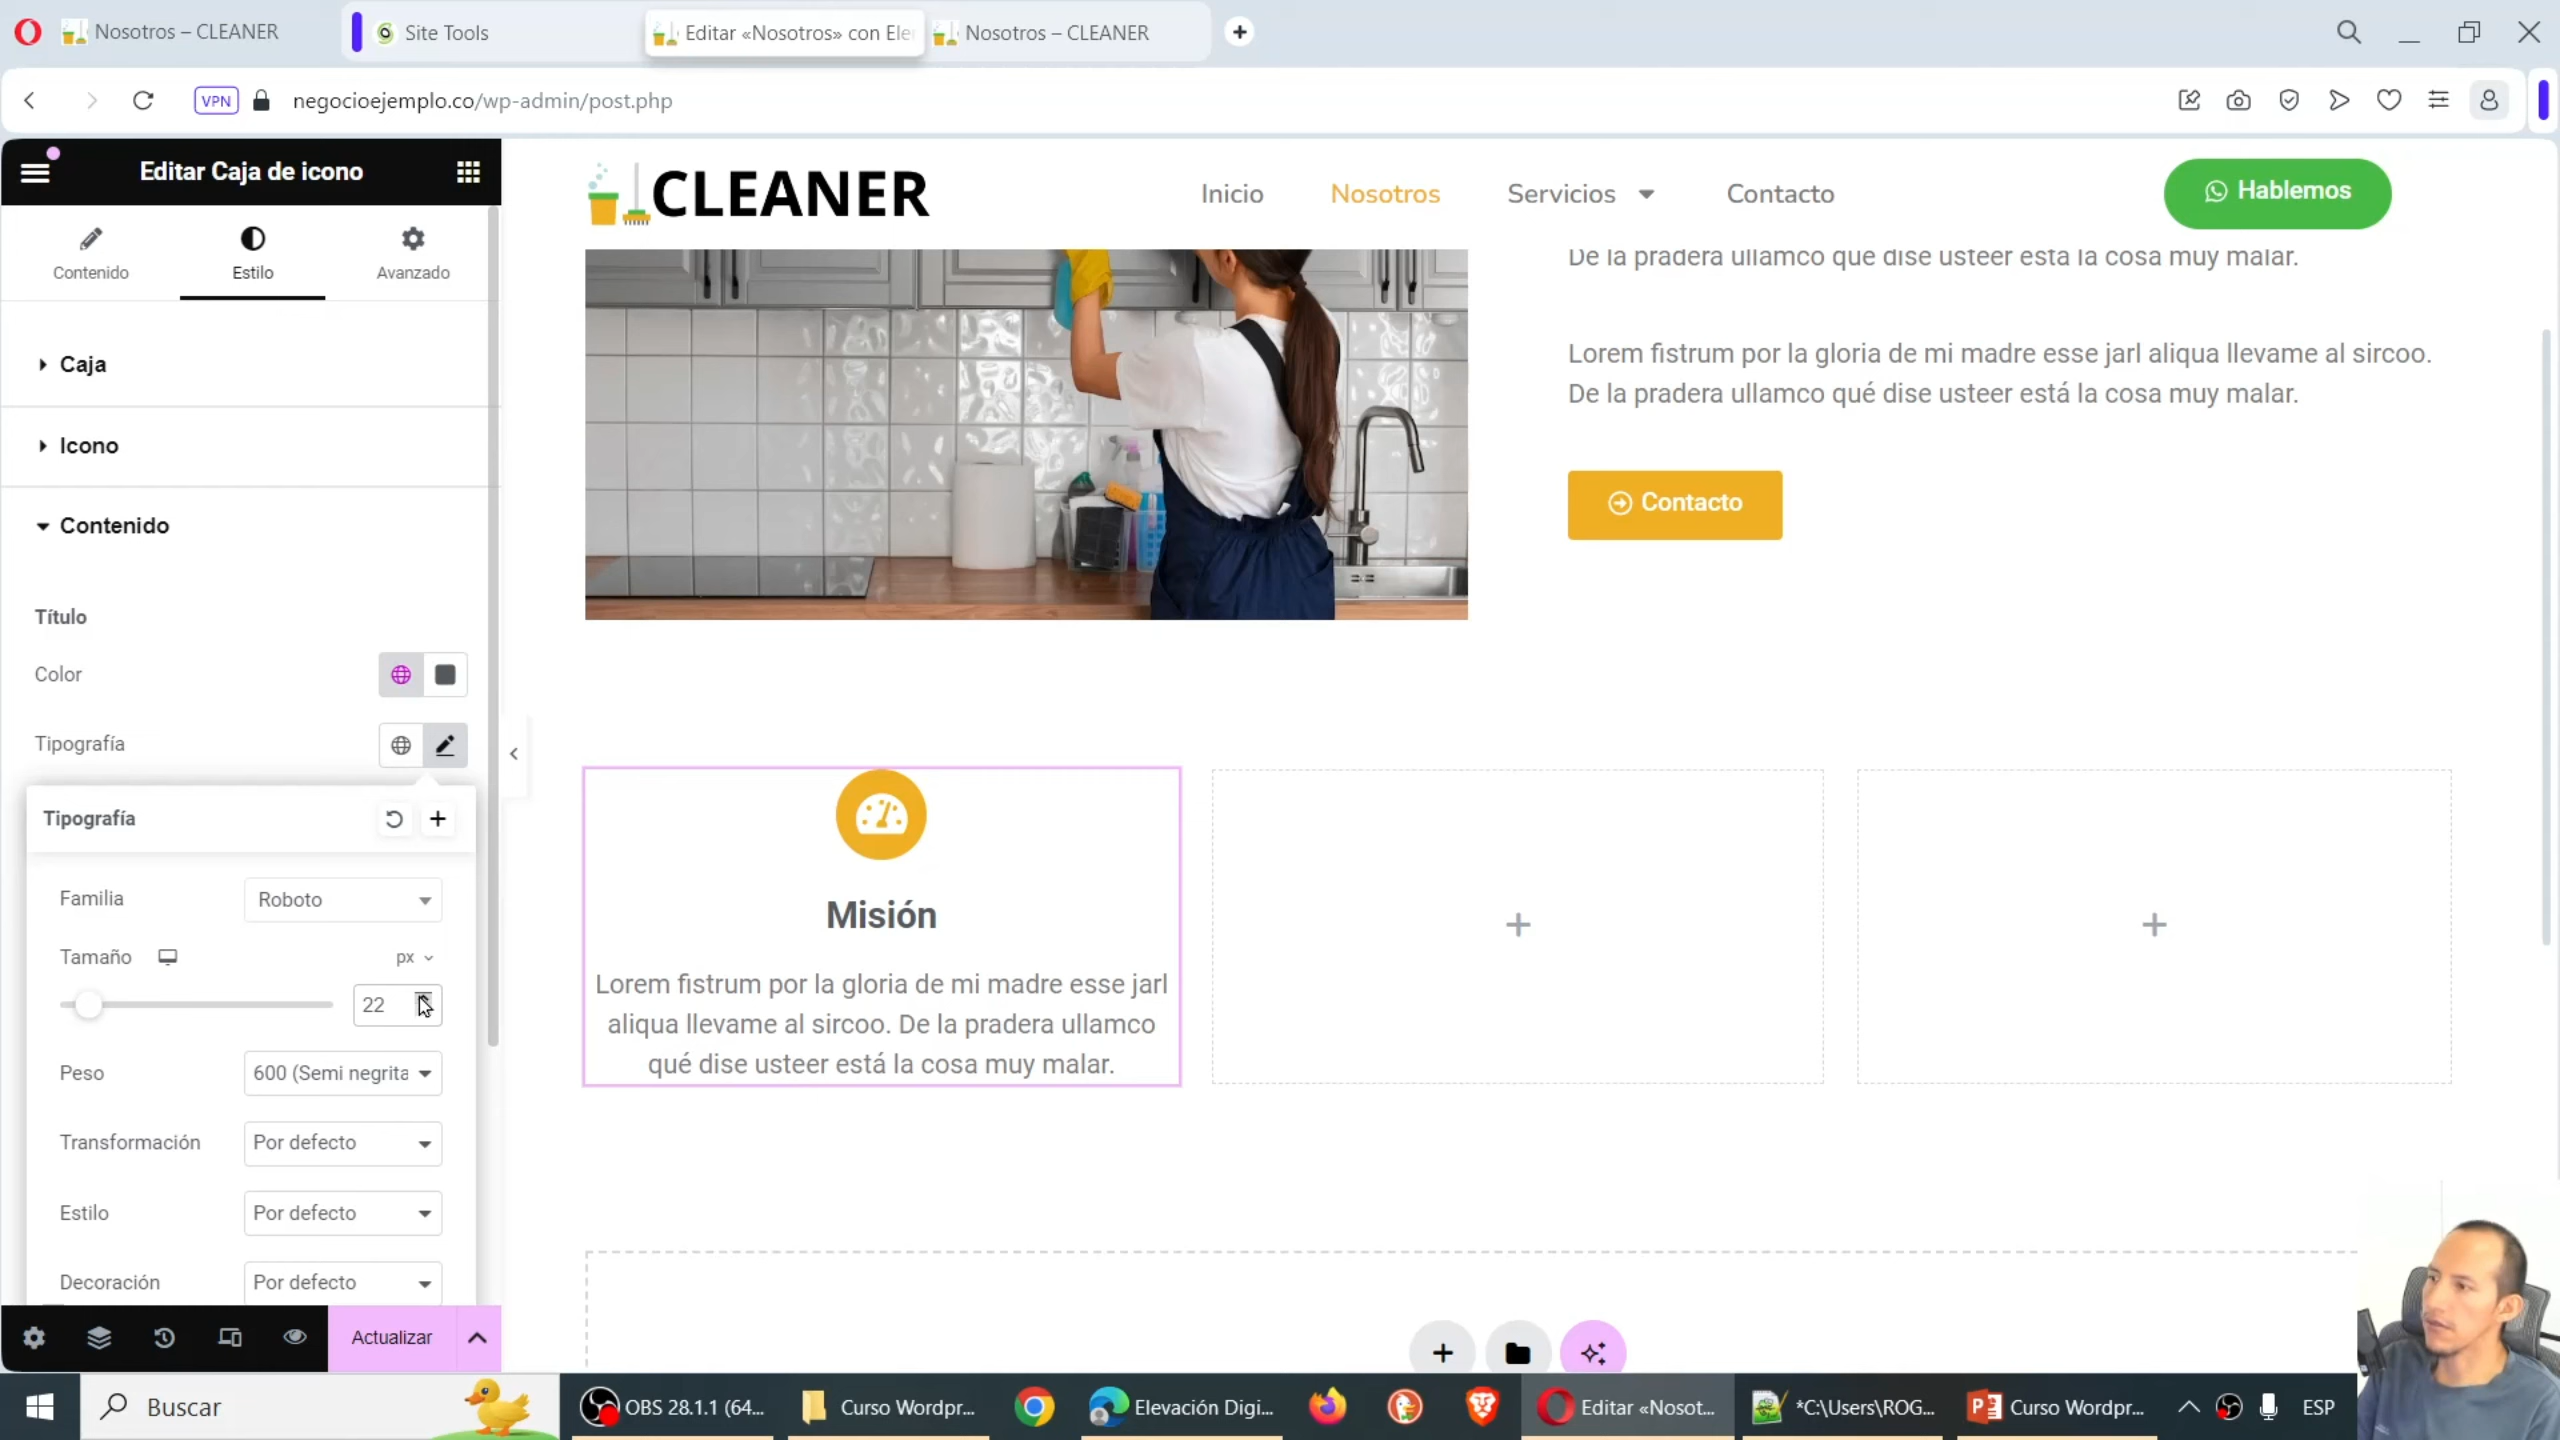 Nosotros – CLEANER
Site Tools
Editar «Nosotros» con Ele
Nosotros – CLEANER
VPN
negocioejemplo.co/wp-admin/post.php
Editar Caja de icono
Contenido
Estilo
Avanzado
Caja
Icono
Contenido
Título
Color
Tipografía
Tipografía
Familia
Roboto
Tamaño
px
22
Peso
600 (Semi negrita
Transformación
Por defecto
Estilo
Por defecto
Decoración
Por defecto
Actualizar
CLEANER
Inicio
Nosotros
Servicios
Contacto
Hablemos
De la pradera ullamco qué dise usteer está la cosa muy malar.
Lorem fistrum por la gloria de mi madre esse jarl aliqua llevame al sircoo.
De la pradera ullamco qué dise usteer está la cosa muy malar.
Contacto
Misión
Lorem fistrum por la gloria de mi madre esse jarl
aliqua llevame al sircoo. De la pradera ullamco
qué dise usteer está la cosa muy malar.
Buscar
OBS 28.1.1 (64...
Curso Wordpr...
Elevación Digi...
Editar «Nosot...
*C:\Users\ROG...
Curso Wordpr...
ESP